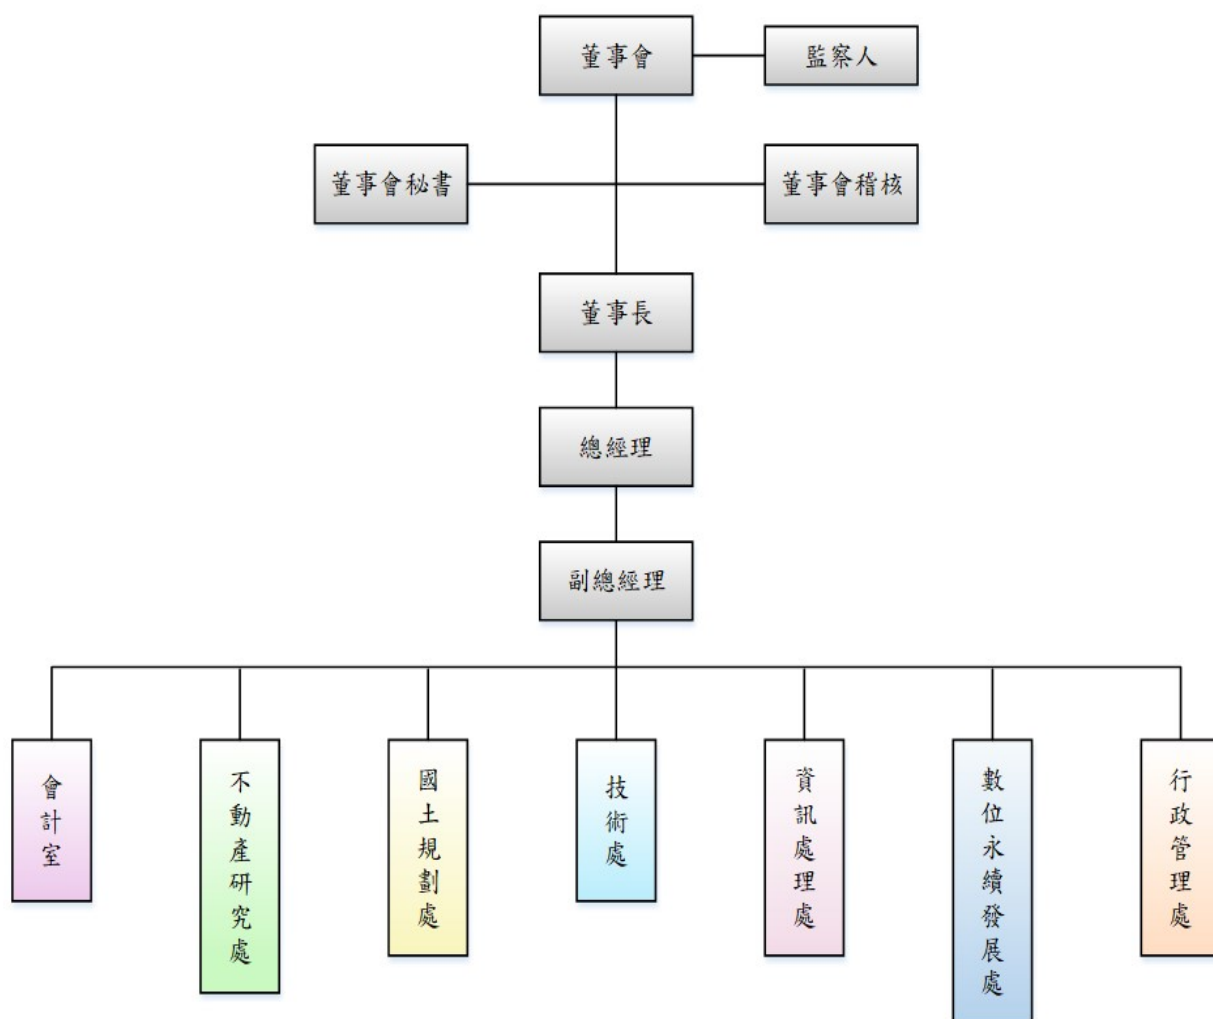 董事會
監察人
董事會秘書
董事會稽核
董事長
總經理
副總經理
會計室
不動產研究處
國土規劃處
技術處
資訊處理處
數位永續發展處
行政管理處